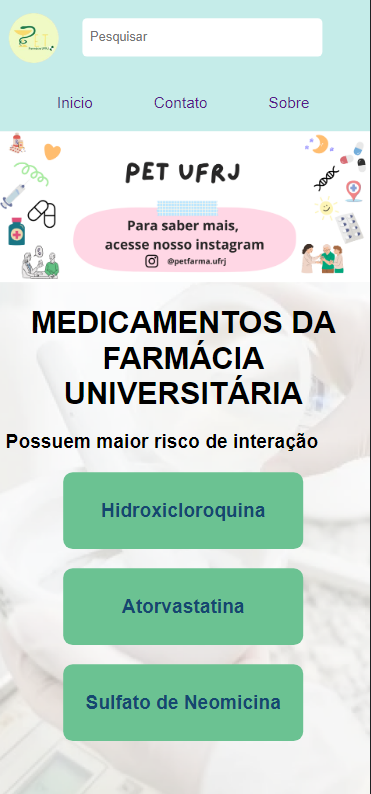 Pesquisar
Inicio Contato Sobre
PET UFRJ
Para saber mais,
acesse nosso instagram
@petfarma.ufrj
MEDICAMENTOS DA
FARMÁCIA
UNIVERSITÁRIA
Possuem maior risco de interação
Hidroxicloroquina
Atorvastatina
Sulfato de Neomicina